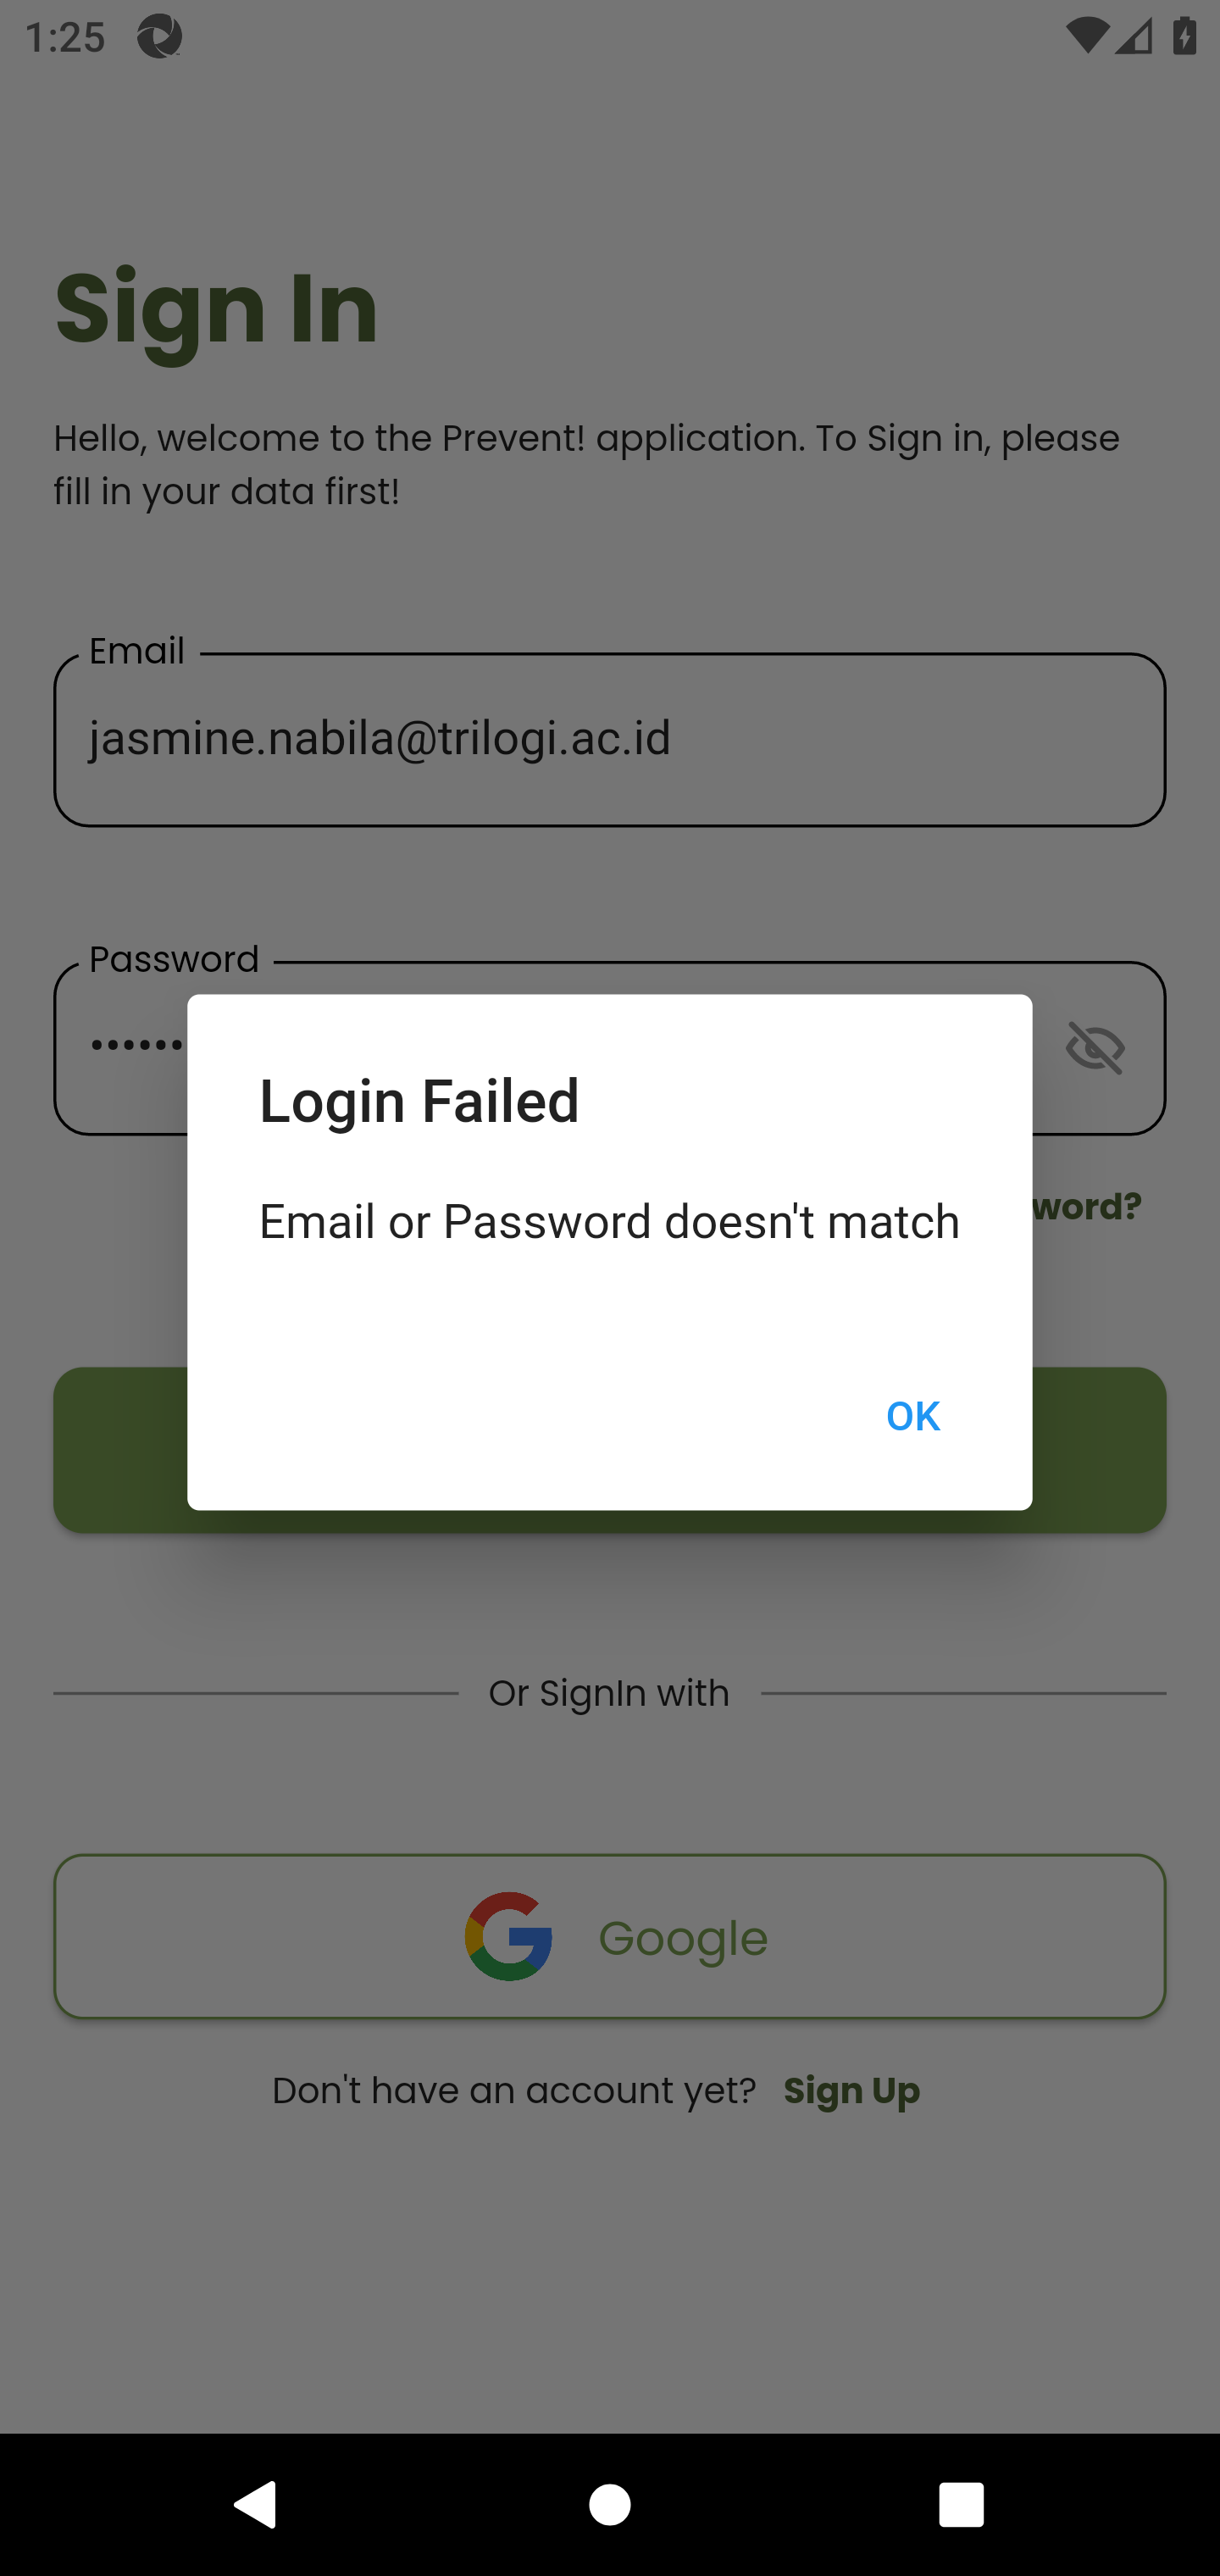 1:25
Sign In
Hello, welcome to the Prevent! application. To Sign in, please
fill in your data first!
Email
jasmine.nabila@trilogi.ac.id
Password
••••••
Login Failed
Email or Password doesn't match
word?
OK
Or SignIn with
Google
Don't have an account yet? Sign Up